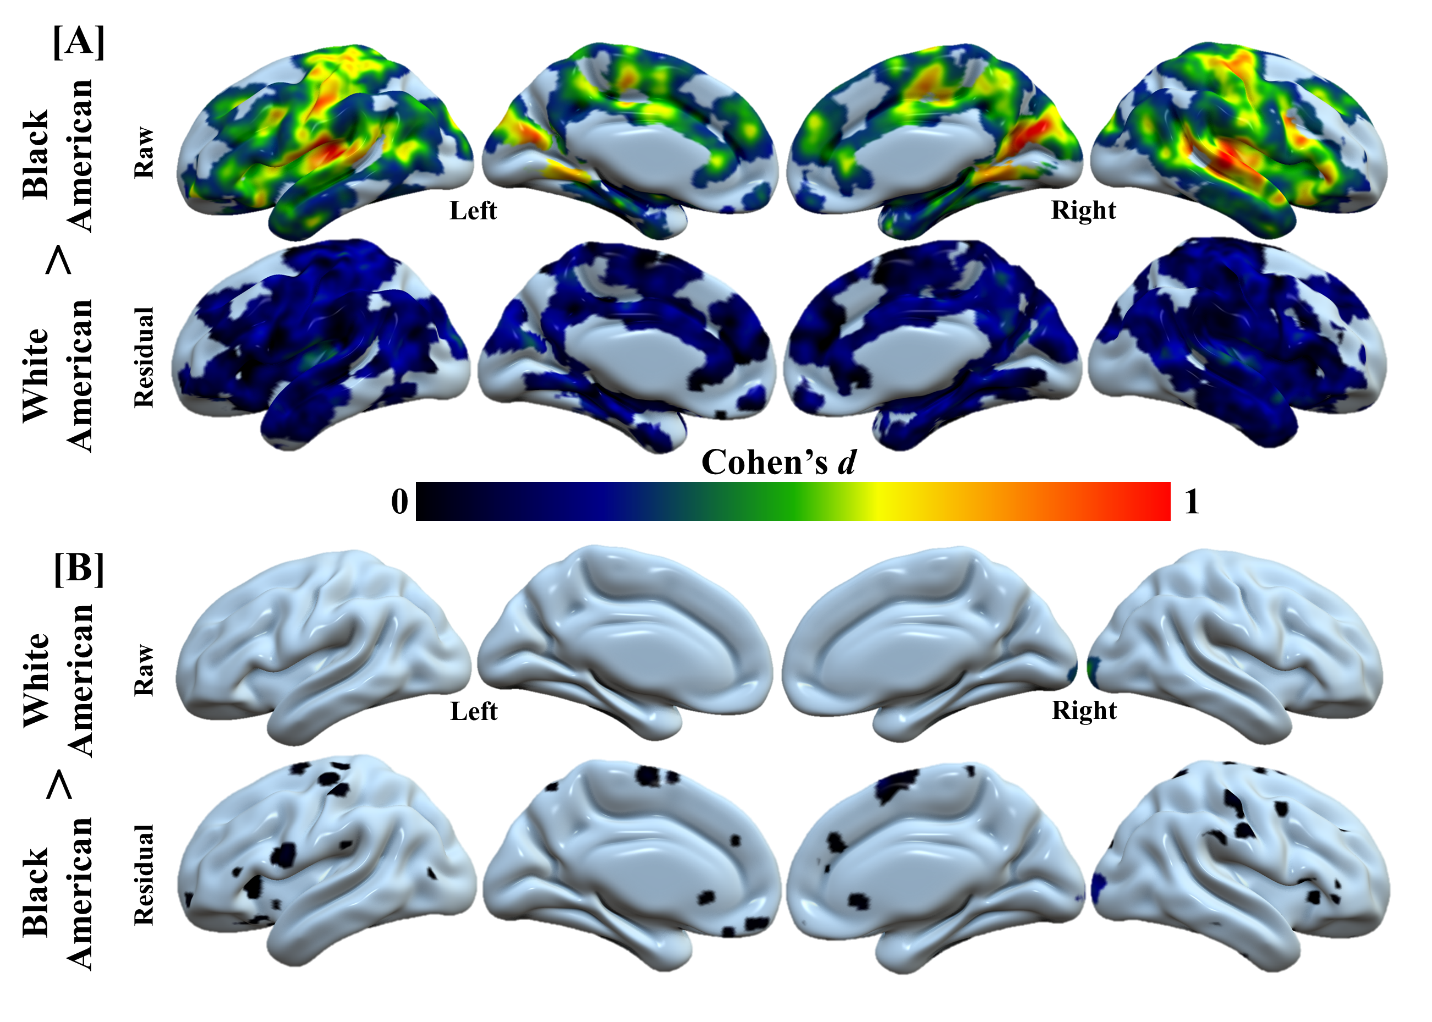 [A]
White American
>
Black American
Raw
Left
Right
Residual
Cohen's d
0
1
[B]
Black American
>
White American
Raw
Left
Right
Residual